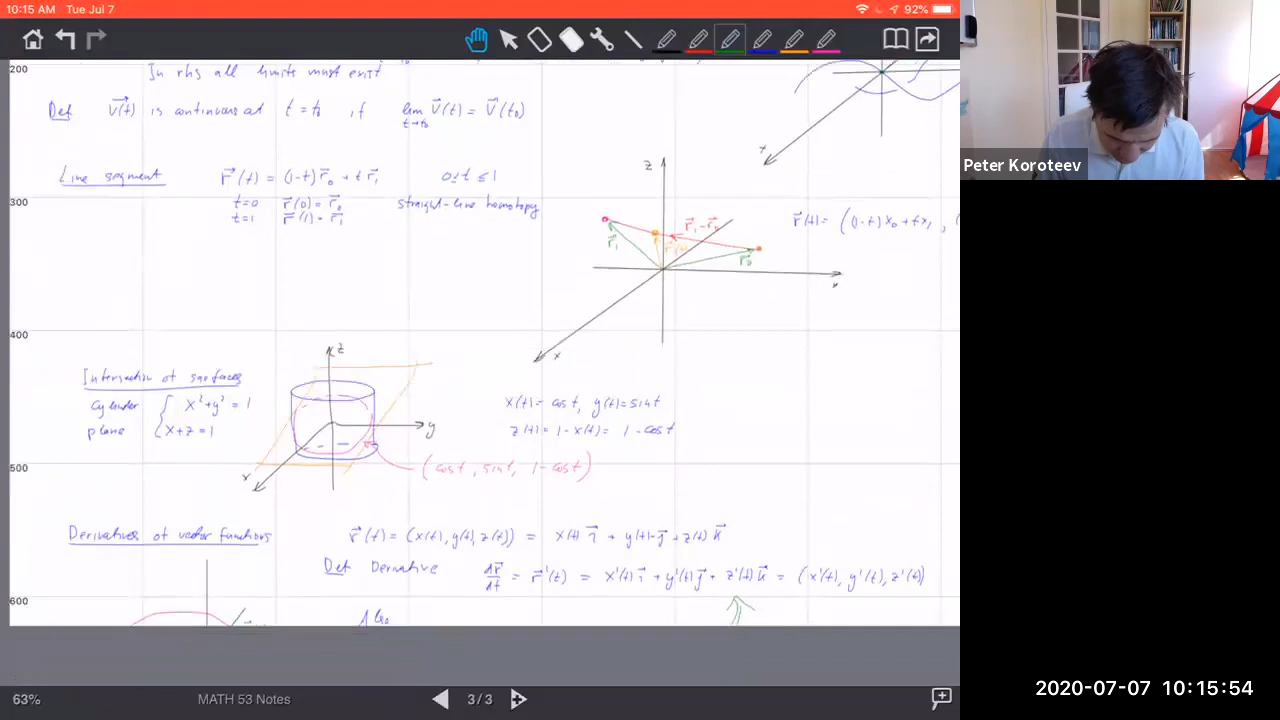 10:15 AM Tue Jul 7
92%
200
In rhs all limits must exist
Def V(t) is continuous at t = t₀ if lim V(t) = V(t₀)
t→t₀
Line segment r(t) = (1-t) r₀ + t r₁ 0 ≤ t ≤ 1
t=0 r(0) = r₀ straight-line homotopy
t=1 r(1) = r₁
300
z
r₁
r₁ - r₀
r₀
x
r(t) = ((1-t) x₀ + t x₁ ,
400
Intersection of surfaces
Cylinder { x² + y² = 1
plane { x + z = 1
z
y
x
x(t) = cos t, y(t) = sin t
z(t) = 1 - x(t) = 1 - cos t
(cos t, sin t, 1 - cos t)
500
Derivatives of vector functions r(t) = (x(t), y(t), z(t)) = x(t) i + y(t) j + z(t) k
Def Derivative dr/dt = r'(t) = x'(t) i + y'(t) j + z'(t) k = (x'(t), y'(t), z'(t))
600
63%
MATH 53 Notes
3/3
Peter Koroteev
2020-07-07 10:15:54